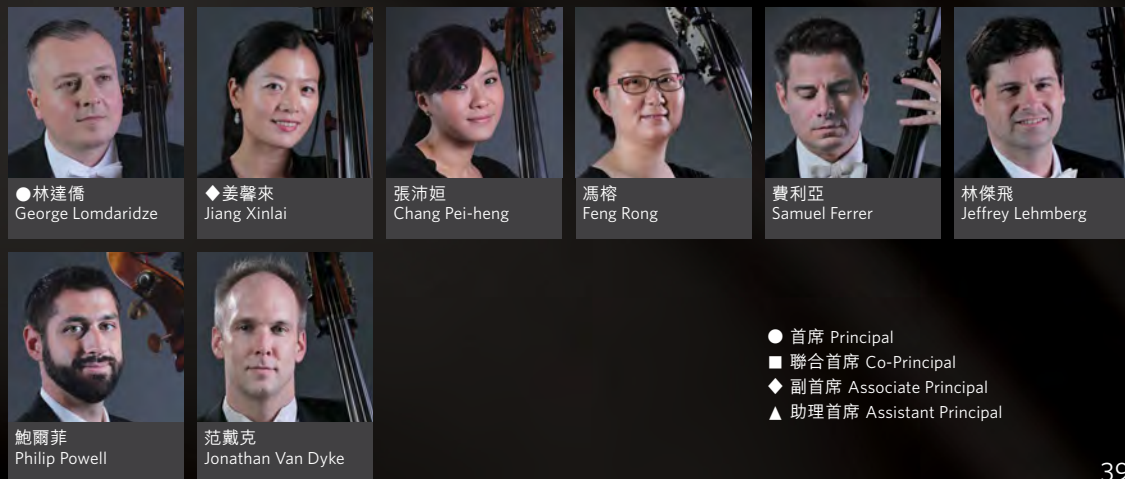 ●林達僑
George Lomdaridze
◆姜馨來
Jiang Xinlai
張沛姮
Chang Pei-heng
馮榕
Feng Rong
費利亞
Samuel Ferrer
林傑飛
Jeffrey Lehmberg
鮑爾菲
Philip Powell
范戴克
Jonathan Van Dyke
● 首席 Principal
■ 聯合首席 Co-Principal
◆ 副首席 Associate Principal
▲ 助理首席 Assistant Principal
39